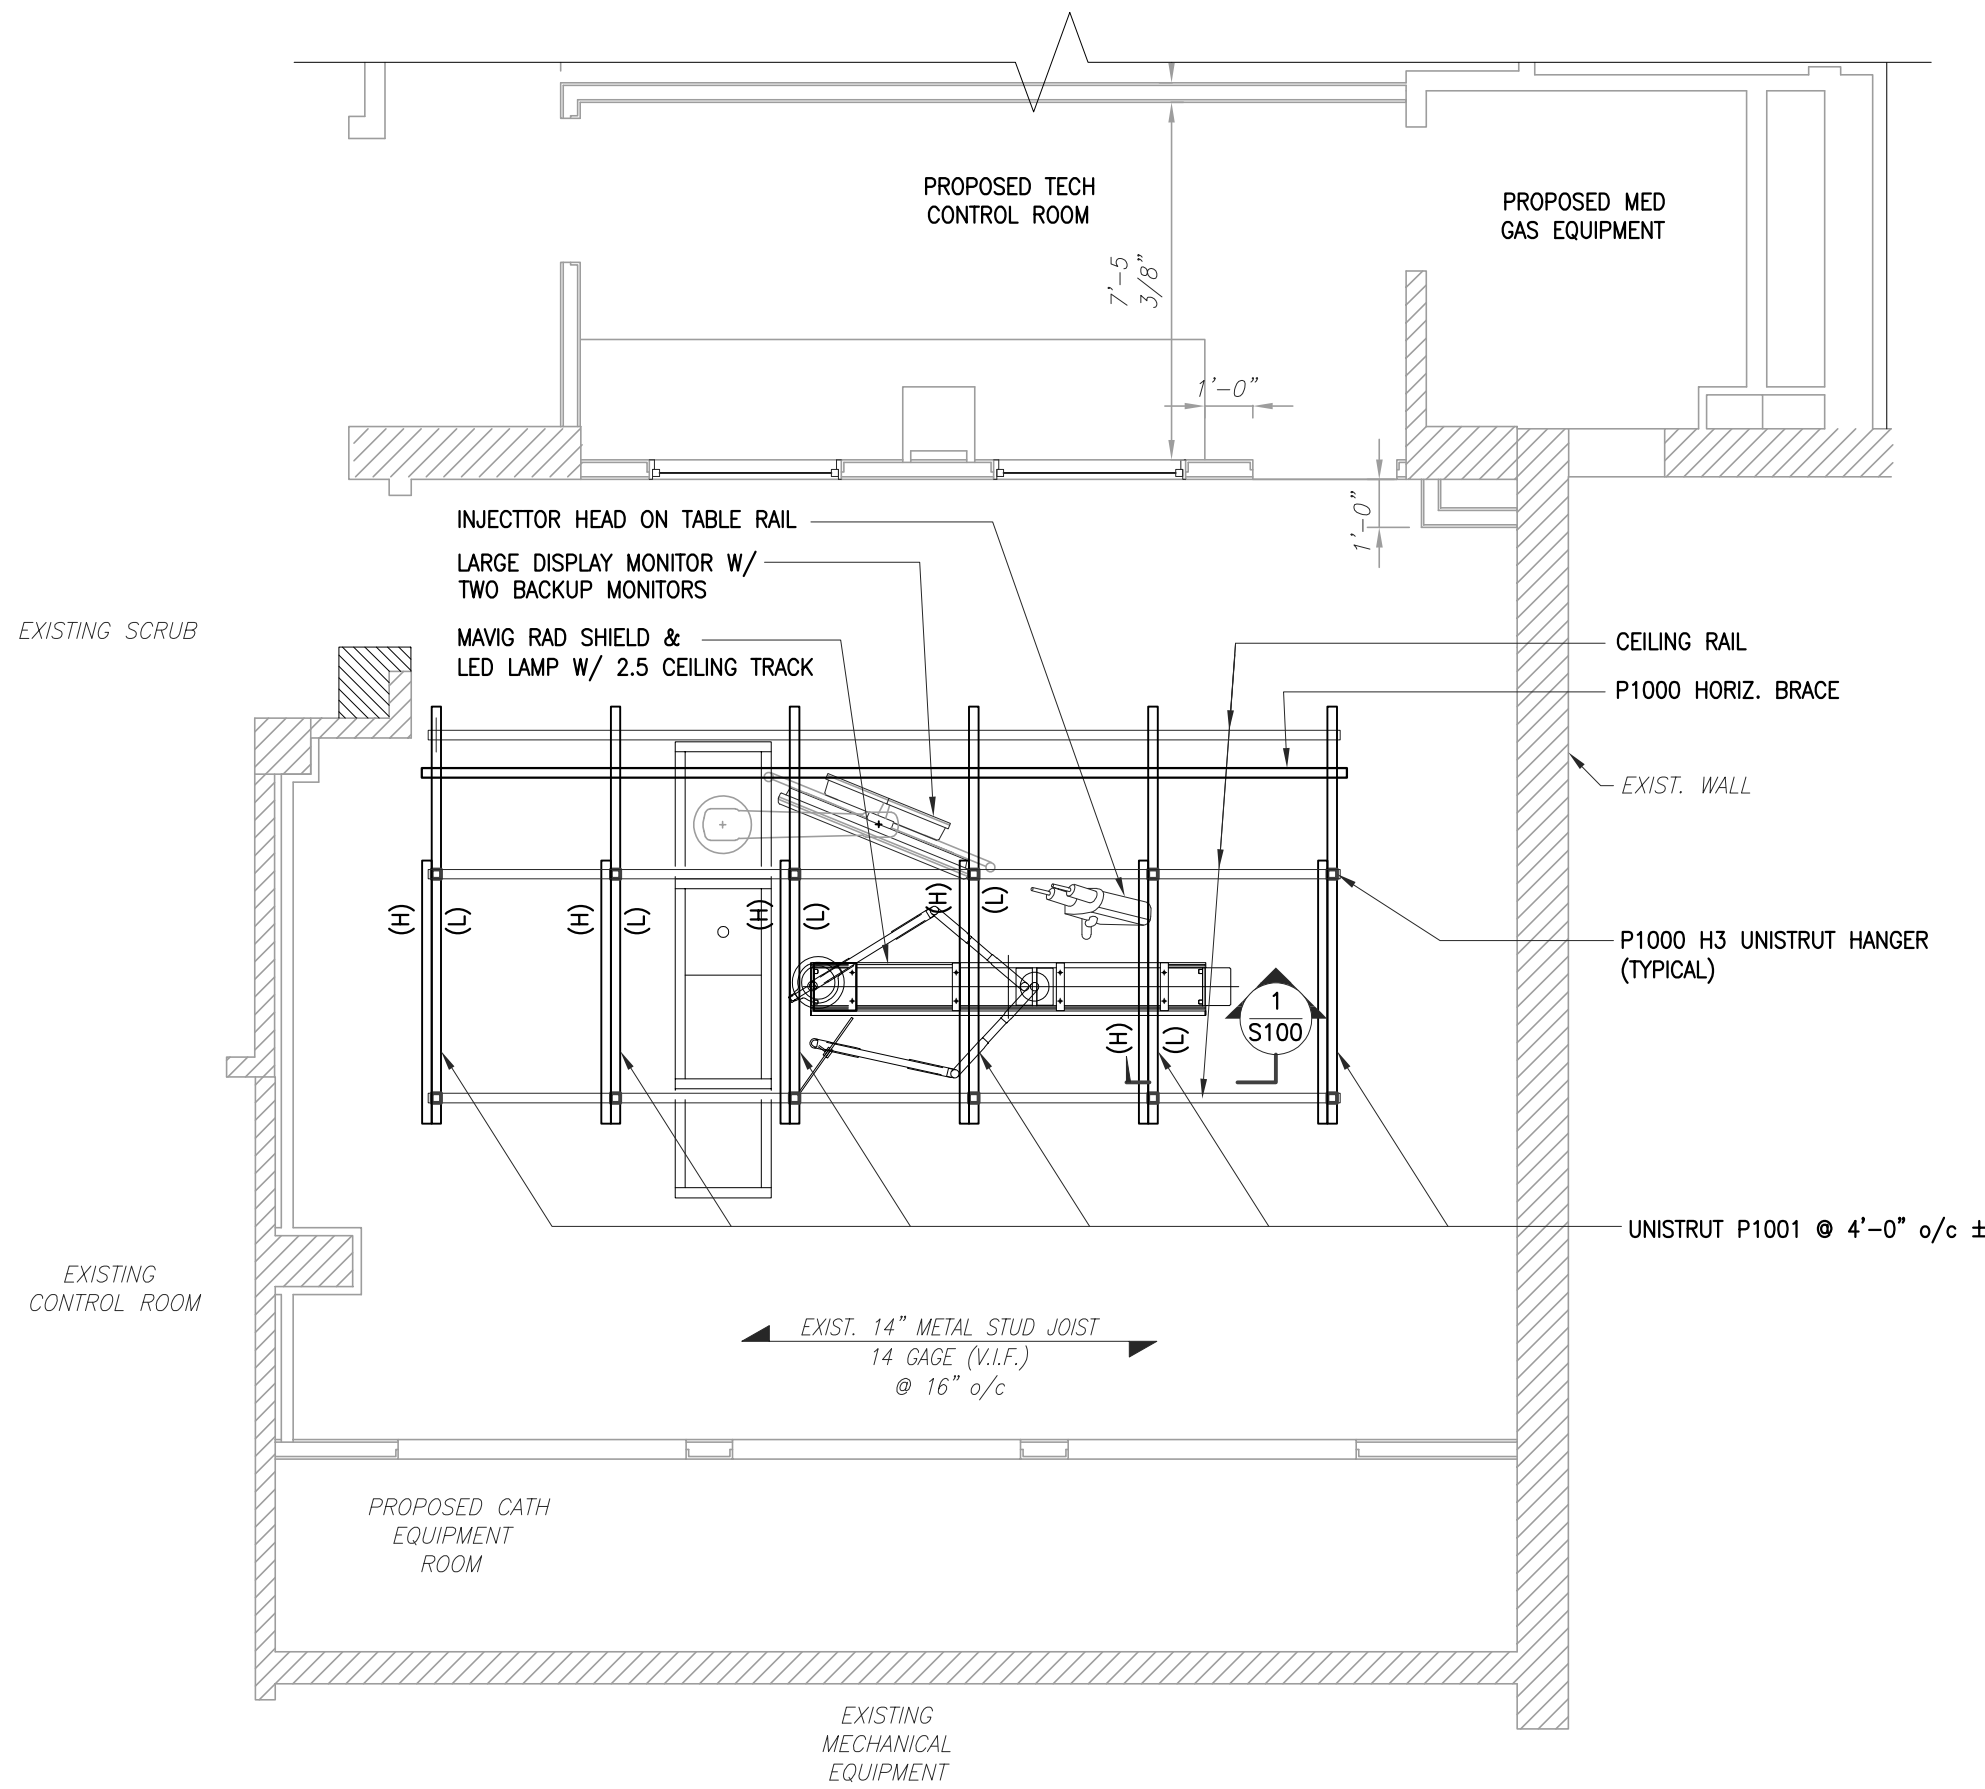 PROPOSED TECH
CONTROL ROOM
PROPOSED MED
GAS EQUIPMENT
7'-5
3/8"
1'-0"
1'-0"
INJECTTOR HEAD ON TABLE RAIL
LARGE DISPLAY MONITOR W/
TWO BACKUP MONITORS
MAVIG RAD SHIELD &
LED LAMP W/ 2.5 CEILING TRACK
EXISTING SCRUB
CEILING RAIL
P1000 HORIZ. BRACE
EXIST. WALL
(H)
(L)
(H)
(L)
(H)
(L)
(H)
(L)
P1000 H3 UNISTRUT HANGER
(TYPICAL)
1
S100
(H)
(L)
UNISTRUT P1001 @ 4'-0" o/c ±
EXISTING
CONTROL ROOM
EXIST. 14" METAL STUD JOIST
14 GAGE (V.I.F.)
@ 16" o/c
PROPOSED CATH
EQUIPMENT
ROOM
EXISTING
MECHANICAL
EQUIPMENT